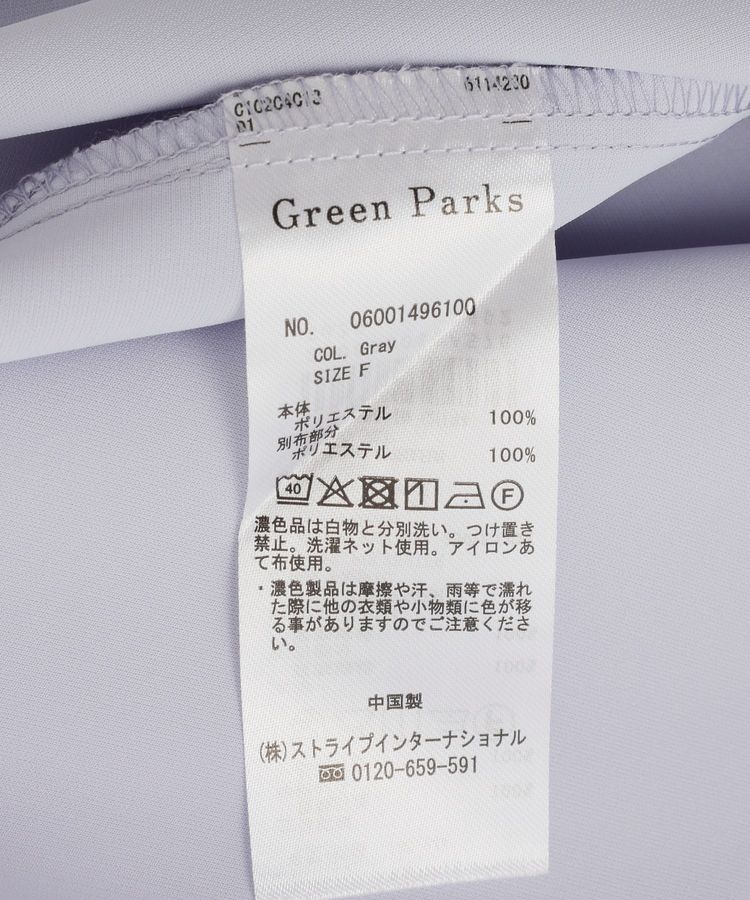 C102C4C13 6114280
01
Green Parks
NO. 06001496100
COL. Gray
SIZE F
本体
ポリエステル 100%
別布部分
ポリエステル 100%
40 F
濃色品は白物と分別洗い。つけ置き
禁止。洗濯ネット使用。アイロンあ
て布使用。
・濃色製品は摩擦や汗、雨等で濡れ
た際に他の衣類や小物類に色が移
る事がありますのでご注意くださ
い。
中国製
(株)ストライプインターナショナル
0120-659-591